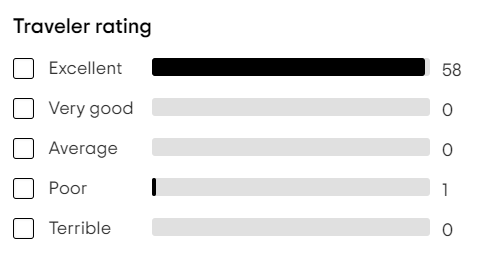 Traveler rating
Excellent 58
Very good 0
Average 0
Poor 1
Terrible 0